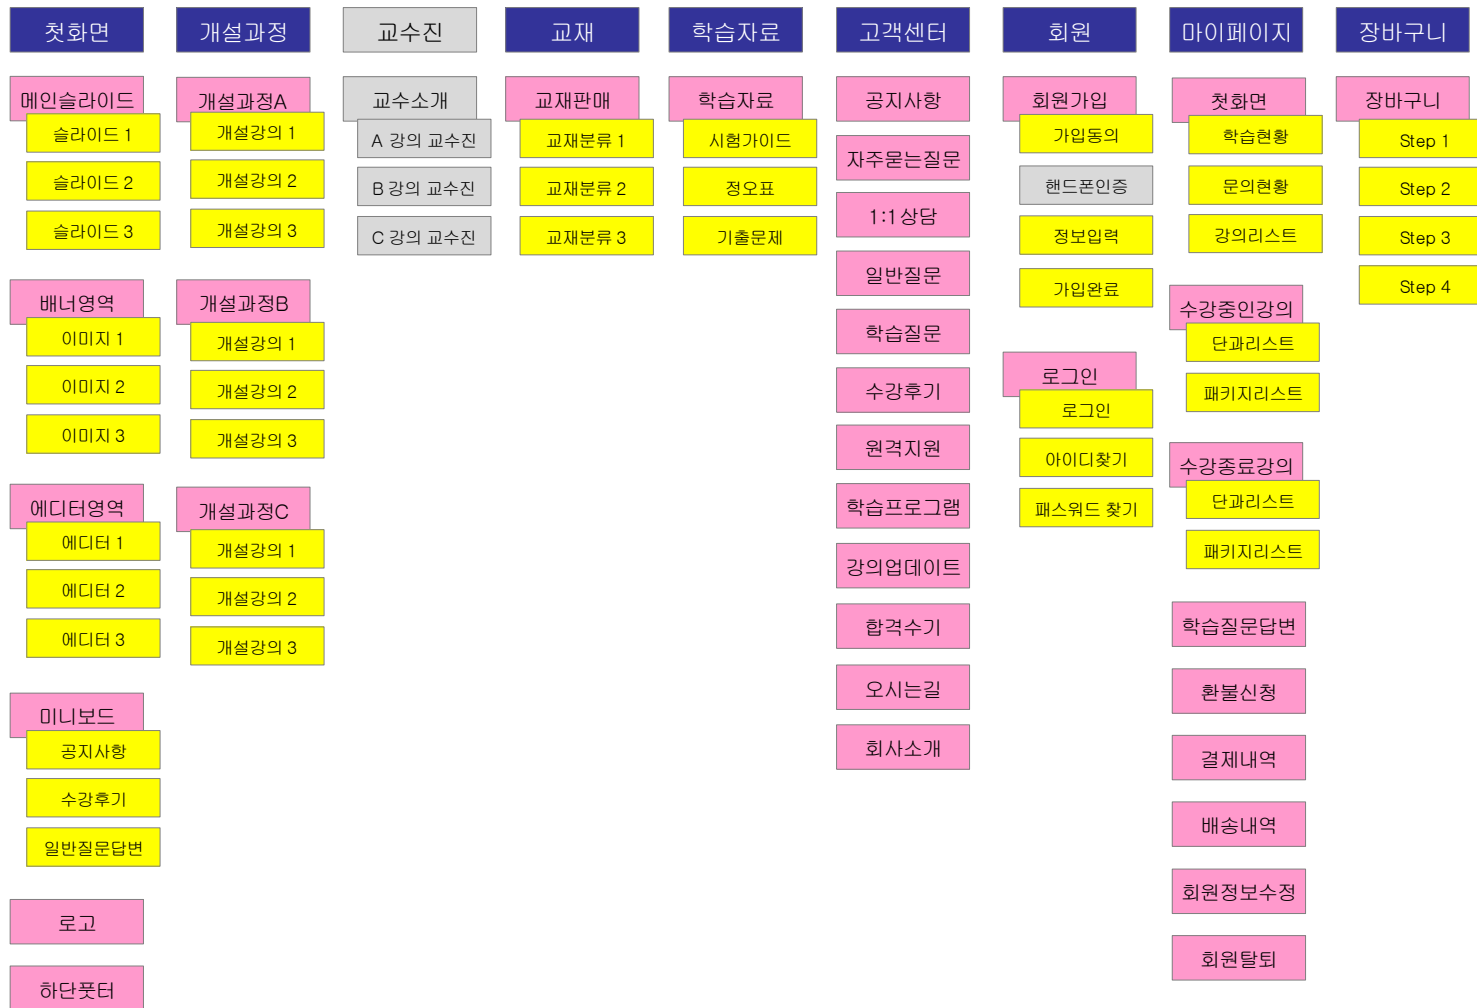 첫화면
개설과정
교수진
교재
학습자료
고객센터
회원
마이페이지
장바구니
메인슬라이드
슬라이드 1
슬라이드 2
슬라이드 3
배너영역
이미지 1
이미지 2
이미지 3
에디터영역
에디터 1
에디터 2
에디터 3
미니보드
공지사항
수강후기
일반질문답변
로고
하단풋터
개설과정A
개설강의 1
개설강의 2
개설강의 3
개설과정B
개설강의 1
개설강의 2
개설강의 3
개설과정C
개설강의 1
개설강의 2
개설강의 3
교수소개
A 강의 교수진
B 강의 교수진
C 강의 교수진
교재판매
교재분류 1
교재분류 2
교재분류 3
학습자료
시험가이드
정오표
기출문제
공지사항
자주묻는질문
1:1상담
일반질문
학습질문
수강후기
원격지원
학습프로그램
강의업데이트
합격수기
오시는길
회사소개
회원가입
가입동의
핸드폰인증
정보입력
가입완료
로그인
로그인
아이디찾기
패스워드 찾기
첫화면
학습현황
문의현황
강의리스트
수강중인강의
단과리스트
패키지리스트
수강종료강의
단과리스트
패키지리스트
학습질문답변
환불신청
결제내역
배송내역
회원정보수정
회원탈퇴
장바구니
Step 1
Step 2
Step 3
Step 4